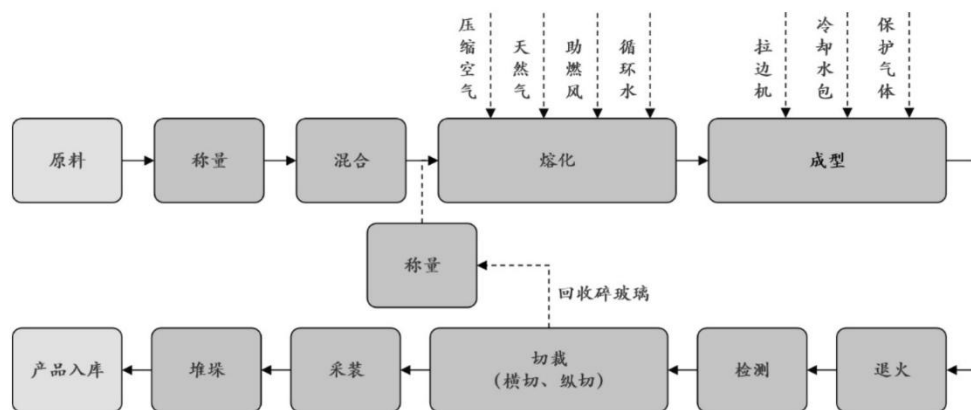 压缩空气
天然气
助燃风
循环水
拉边机
冷却水包
保护气体
原料
称量
混合
熔化
成型
称量
回收碎玻璃
产品入库
堆垛
采装
切裁
(横切、纵切)
检测
退火